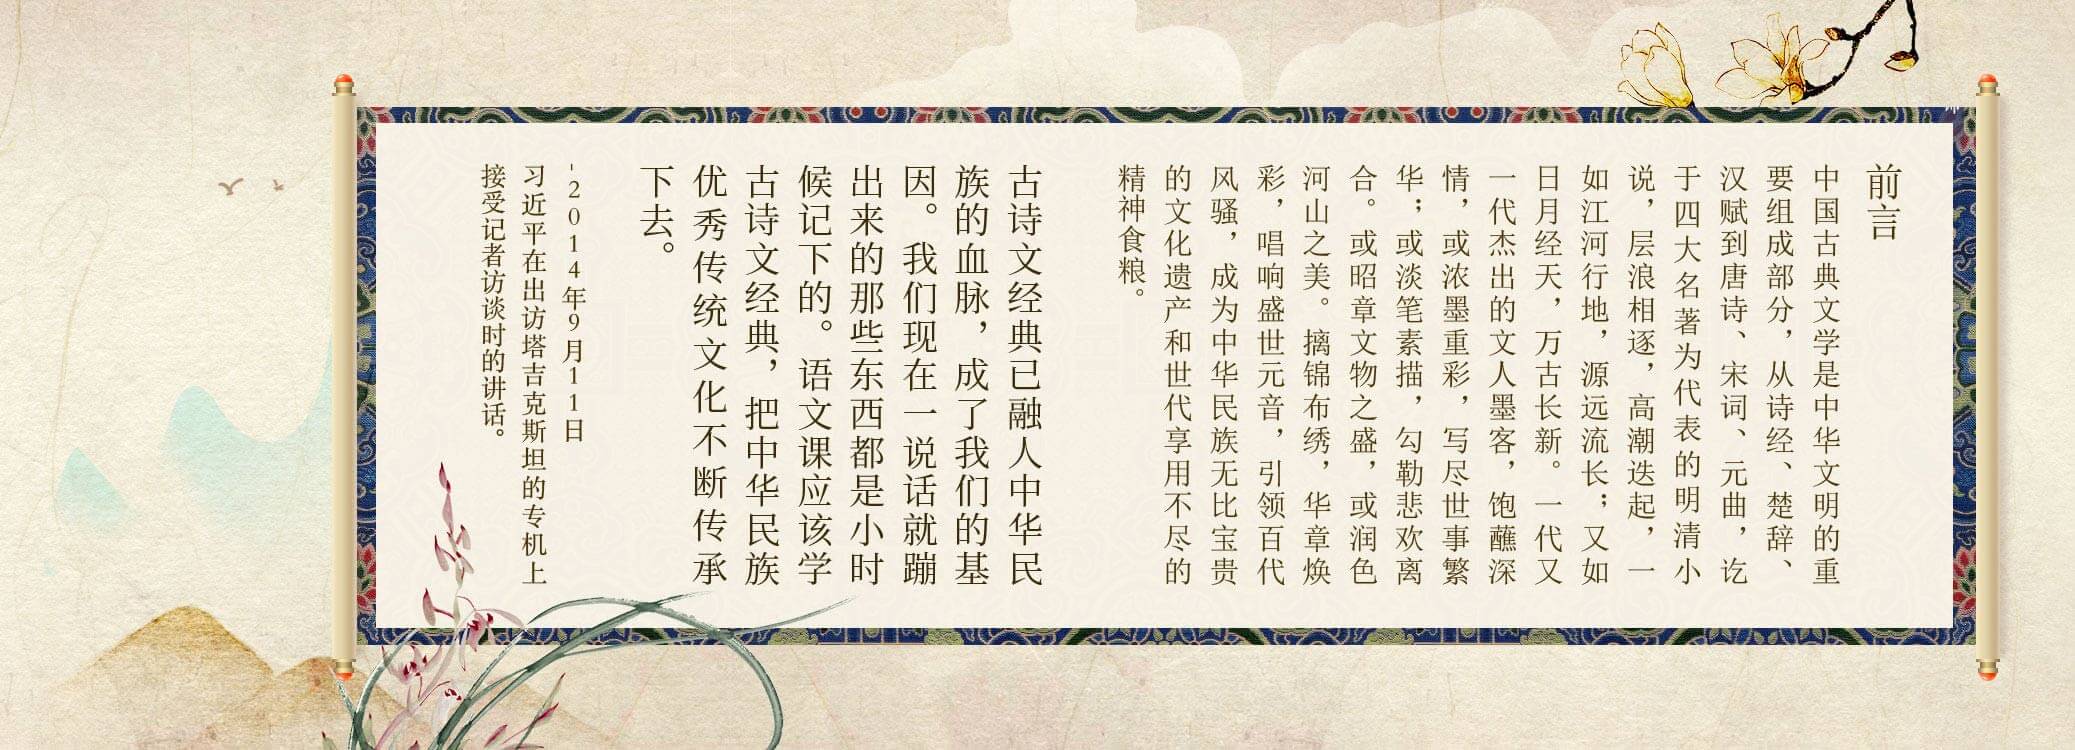 前言
中国古典文学是中华文明的重
要组成部分，从诗经、楚辞、
汉赋到唐诗、宋词、元曲，讫
于四大名著为代表的明清小
说，层浪相逐，高潮迭起，一
如江河行地，源远流长；又如
日月经天，万古长新。一代又
一代杰出的文人墨客，饱蘸深
情，或浓墨重彩，写尽世事繁
华；或淡笔素描，勾勒悲欢离
合。或昭章文物之盛，或润色
河山之美。摛锦布绣，华章焕
彩，唱响盛世元音，引领百代
风骚，成为中华民族无比宝贵
的文化遗产和世代享用不尽的
精神食粮。
古诗文经典已融人中华民
族的血脉，成了我们的基
因。我们现在一说话就蹦
出来的那些东西都是小时
候记下的。语文课应该学
古诗文经典，把中华民族
优秀传统文化不断传承
下去。
-2014年9月11日
习近平在出访塔吉克斯坦的专机上
接受记者访谈时的讲话。